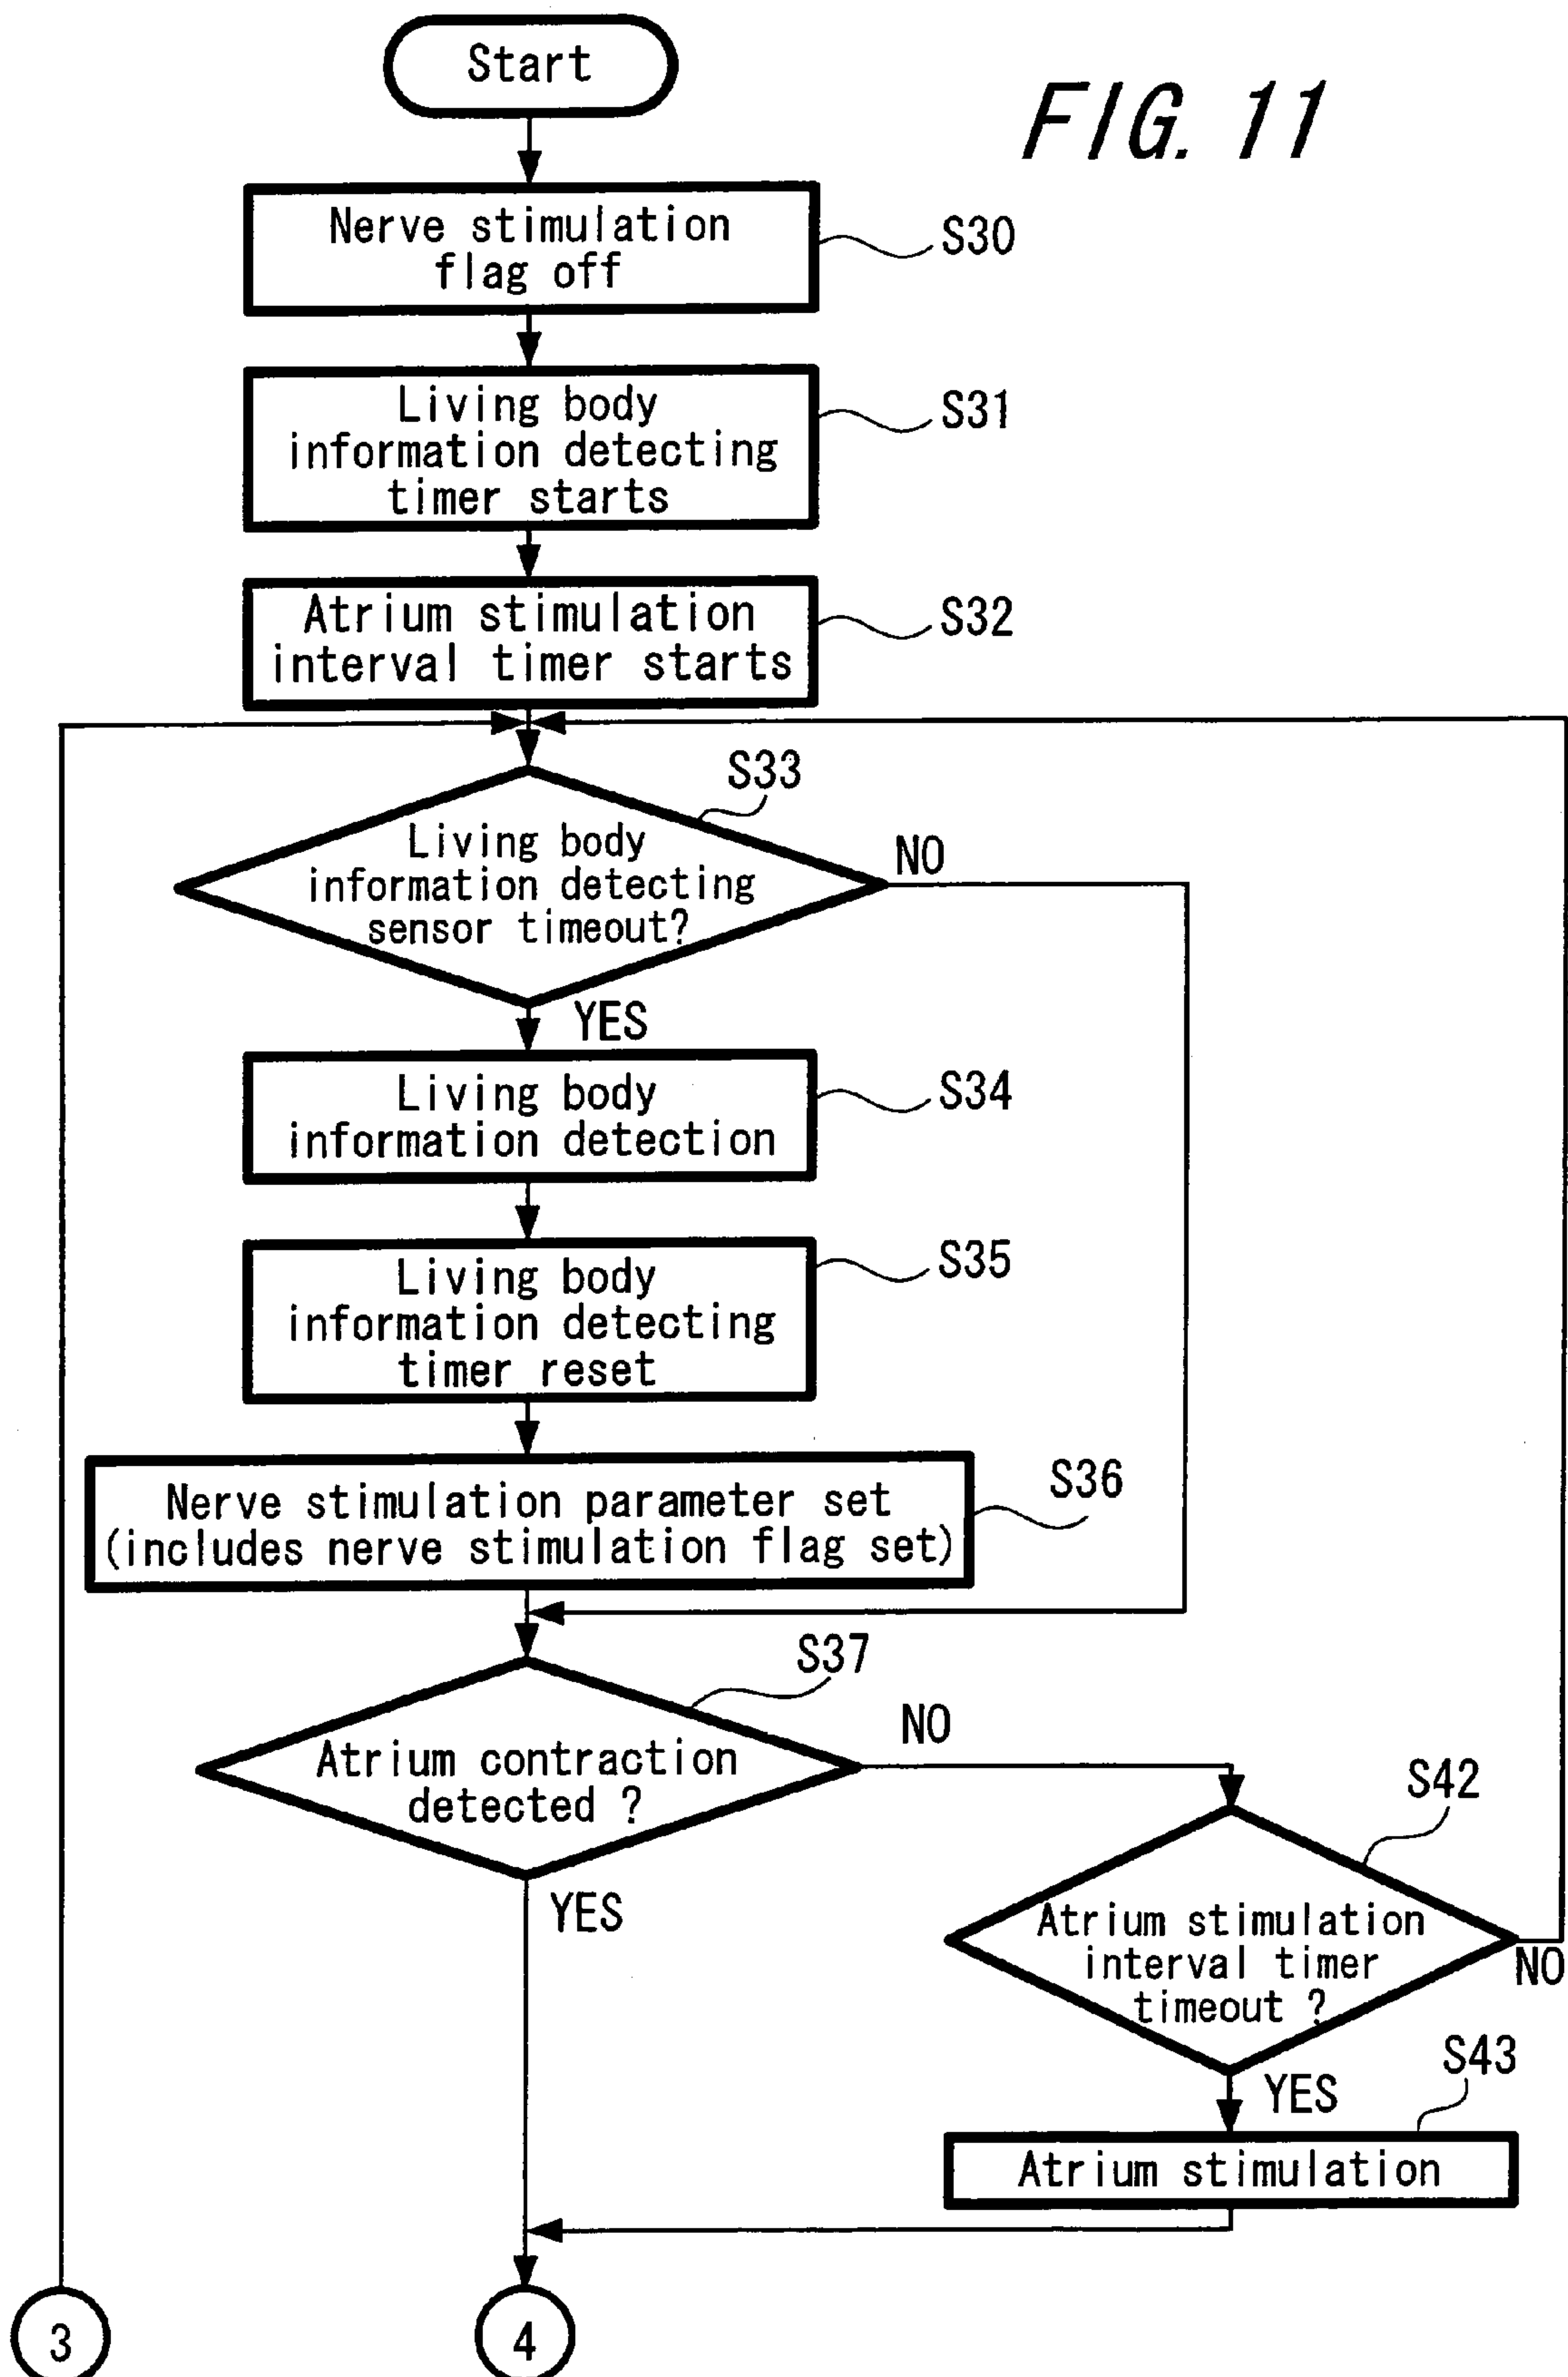 Start
FIG. 11
Nerve stimulation
flag off
S30
Living body
information detecting
timer starts
S31
Atrium stimulation
interval timer starts
S32
S33
Living body
information detecting
sensor timeout?
NO
YES
Living body
information detection
S34
Living body
information detecting
timer reset
S35
Nerve stimulation parameter set
(includes nerve stimulation flag set)
S36
S37
Atrium contraction
detected ?
NO
YES
S42
Atrium stimulation
interval timer
timeout ?
NO
YES
S43
Atrium stimulation
3
4